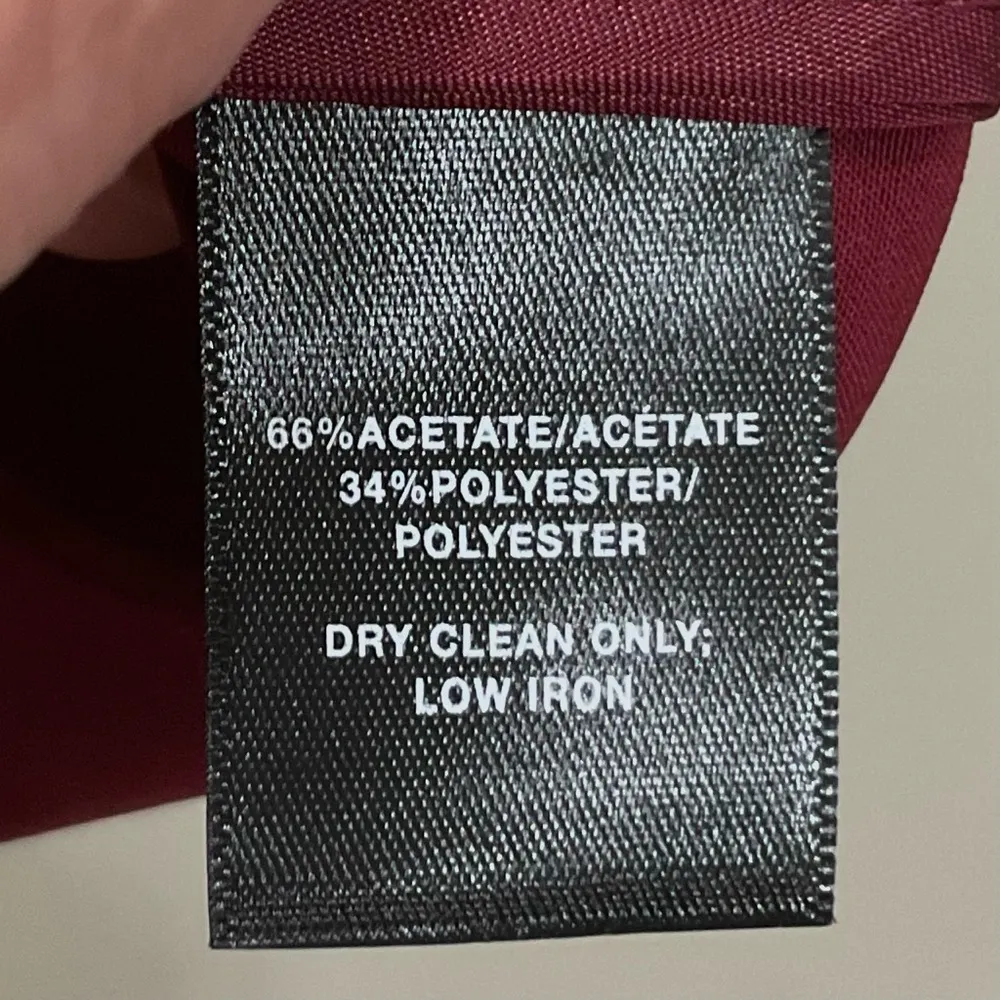 66%ACETATE/ACÉTATE
34%POLYESTER/
POLYESTER
DRY CLEAN ONLY;
LOW IRON